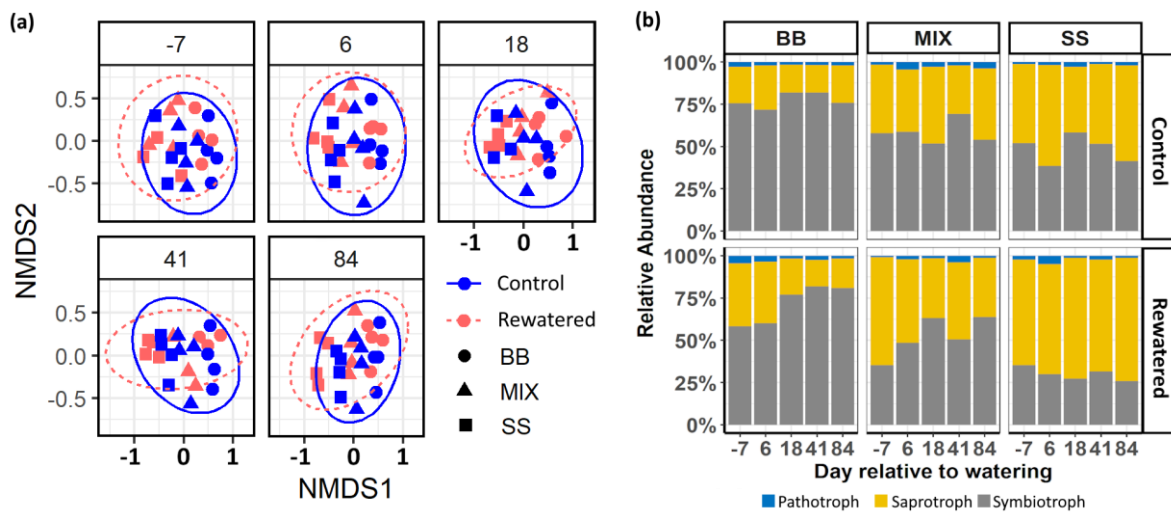 (a)
-7
6
18
0.5
0.0
-0.5
-1 0 1
41
84
0.5
0.0
-0.5
-1 0 1
-1 0 1
NMDS2
NMDS1
Control
Rewatered
BB
MIX
SS
(b)
BB MIX SS
100%
75%
50%
25%
0%
Control
100%
75%
50%
25%
0%
Rewatered
Relative Abundance
-7 6 18 41 84 -7 6 18 41 84 -7 6 18 41 84
Day relative to watering
Pathotroph Saprotroph Symbiotroph